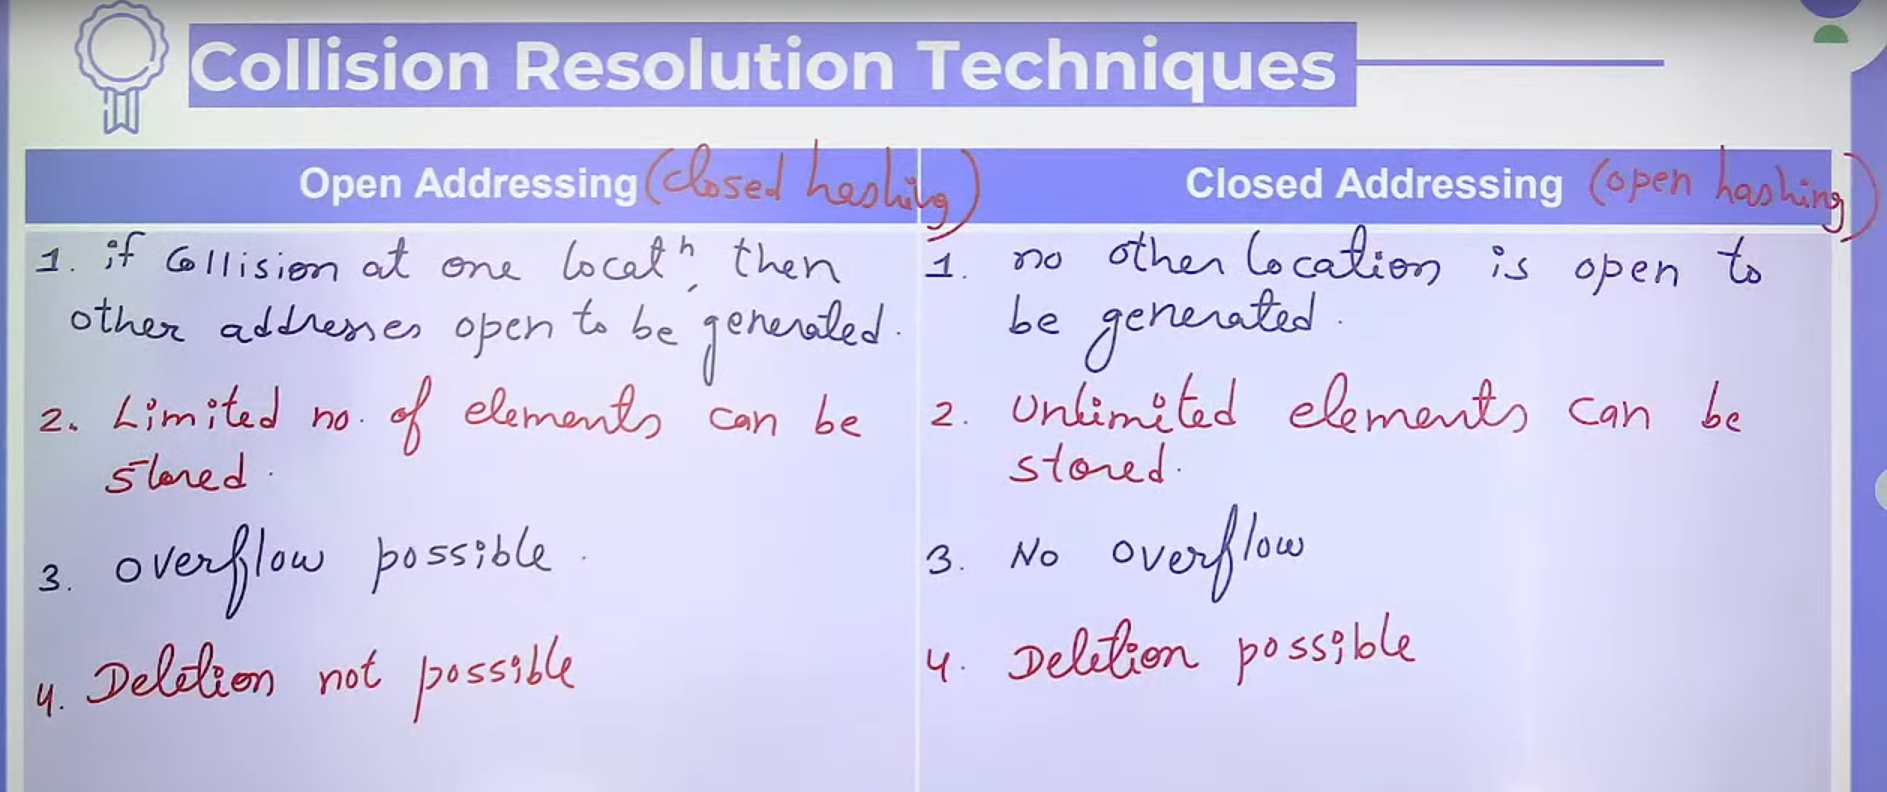 Collision Resolution Techniques
Open Addressing (closed hashing)
1. if Collision at one locatⁿ, then
other addresses open to be generated.
2. Limited no. of elements can be
stored.
3. overflow possible.
4. Deletion not possible
Closed Addressing (open hashing)
1. no other location is open to
be generated.
2. Unlimited elements can be
stored.
3. No overflow
4. Deletion possible